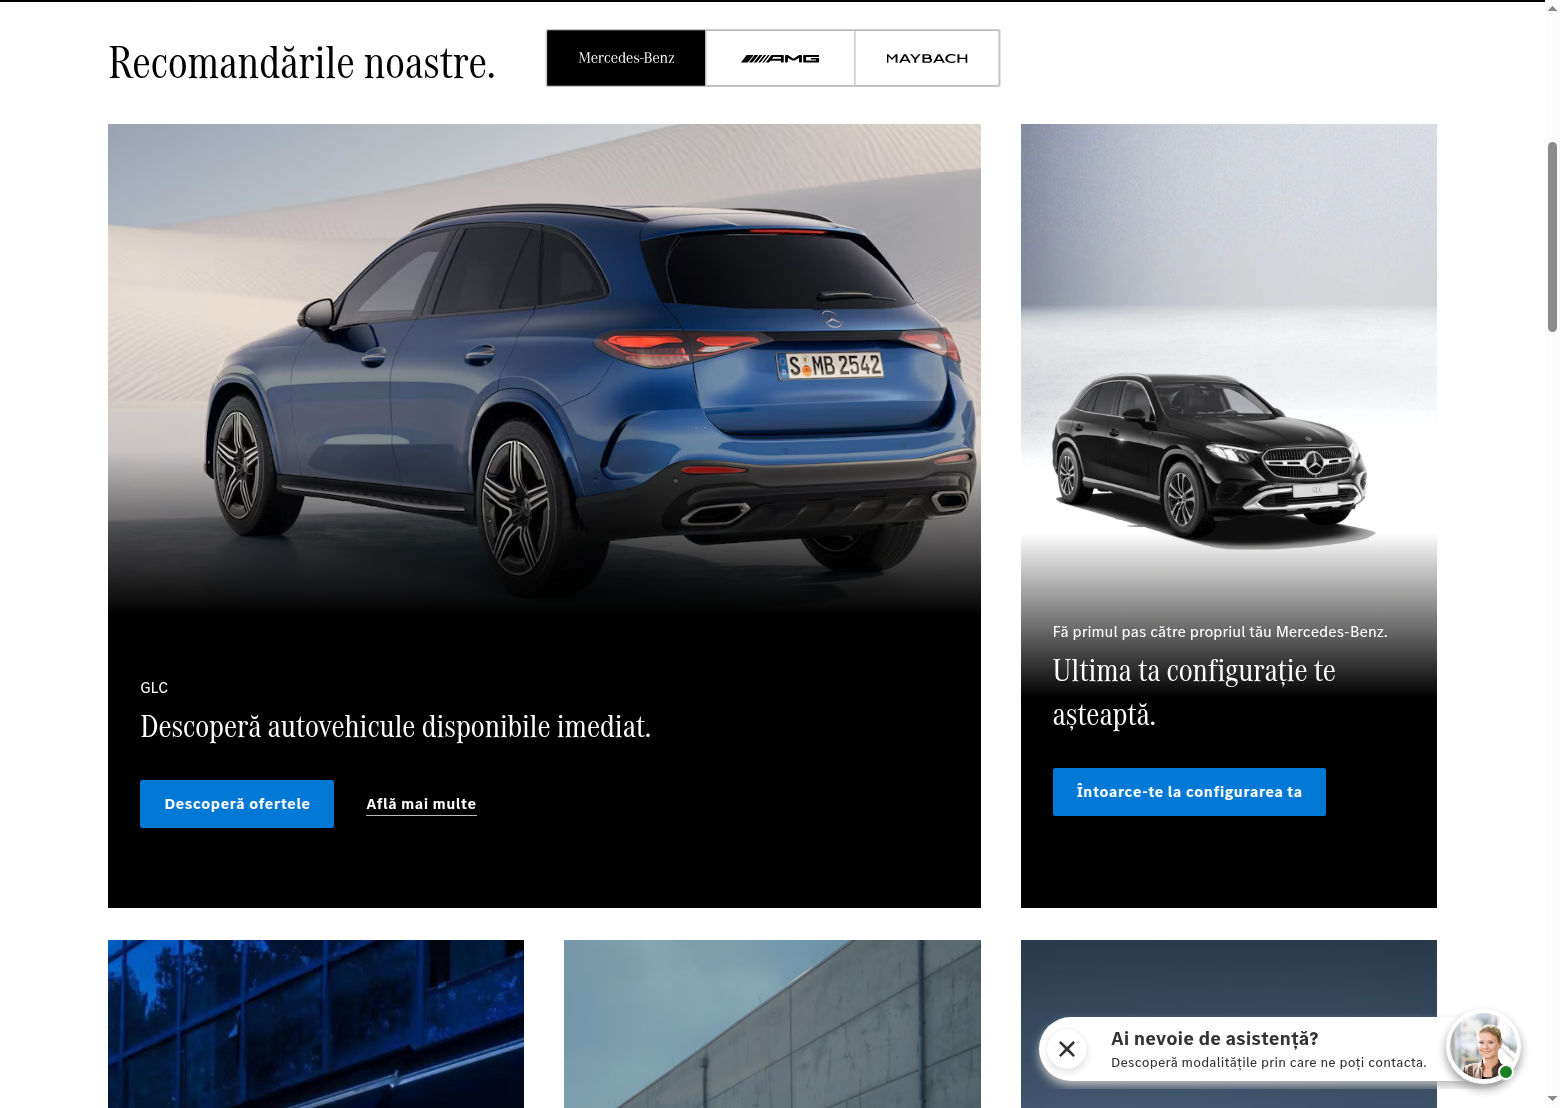 Recomandările noastre.
Mercedes-Benz
AMG
MAYBACH
S MB 2542
GLC
GLC
Descoperă autovehicule disponibile imediat.
Descoperă ofertele
Află mai multe
Fă primul pas către propriul tău Mercedes-Benz.
Ultima ta configurație te
așteaptă.
Întoarce-te la configurarea ta
Ai nevoie de asistență?
Descoperă modalitățile prin care ne poți contacta.